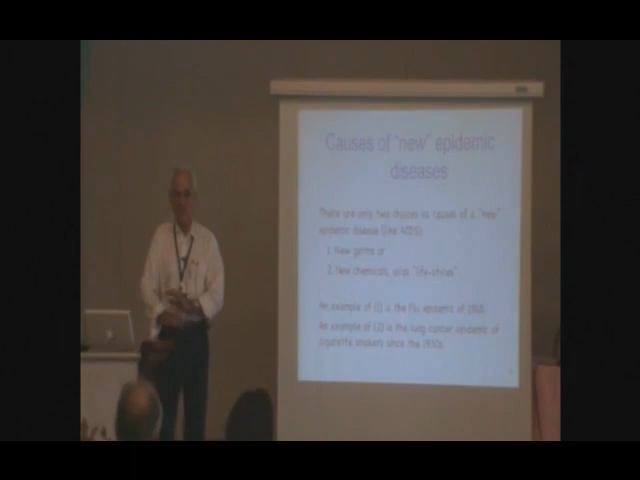 Causes of "new" epidemic
diseases
There are only two choices as causes of a "new"
epidemic disease (like AIDS):
1. New germs or
2. New chemicals, alias "life-styles"
An example of (1) is the Flu epidemic of 1918.
An example of (2) is the lung cancer epidemic of
cigarette smokers since the 1930s.